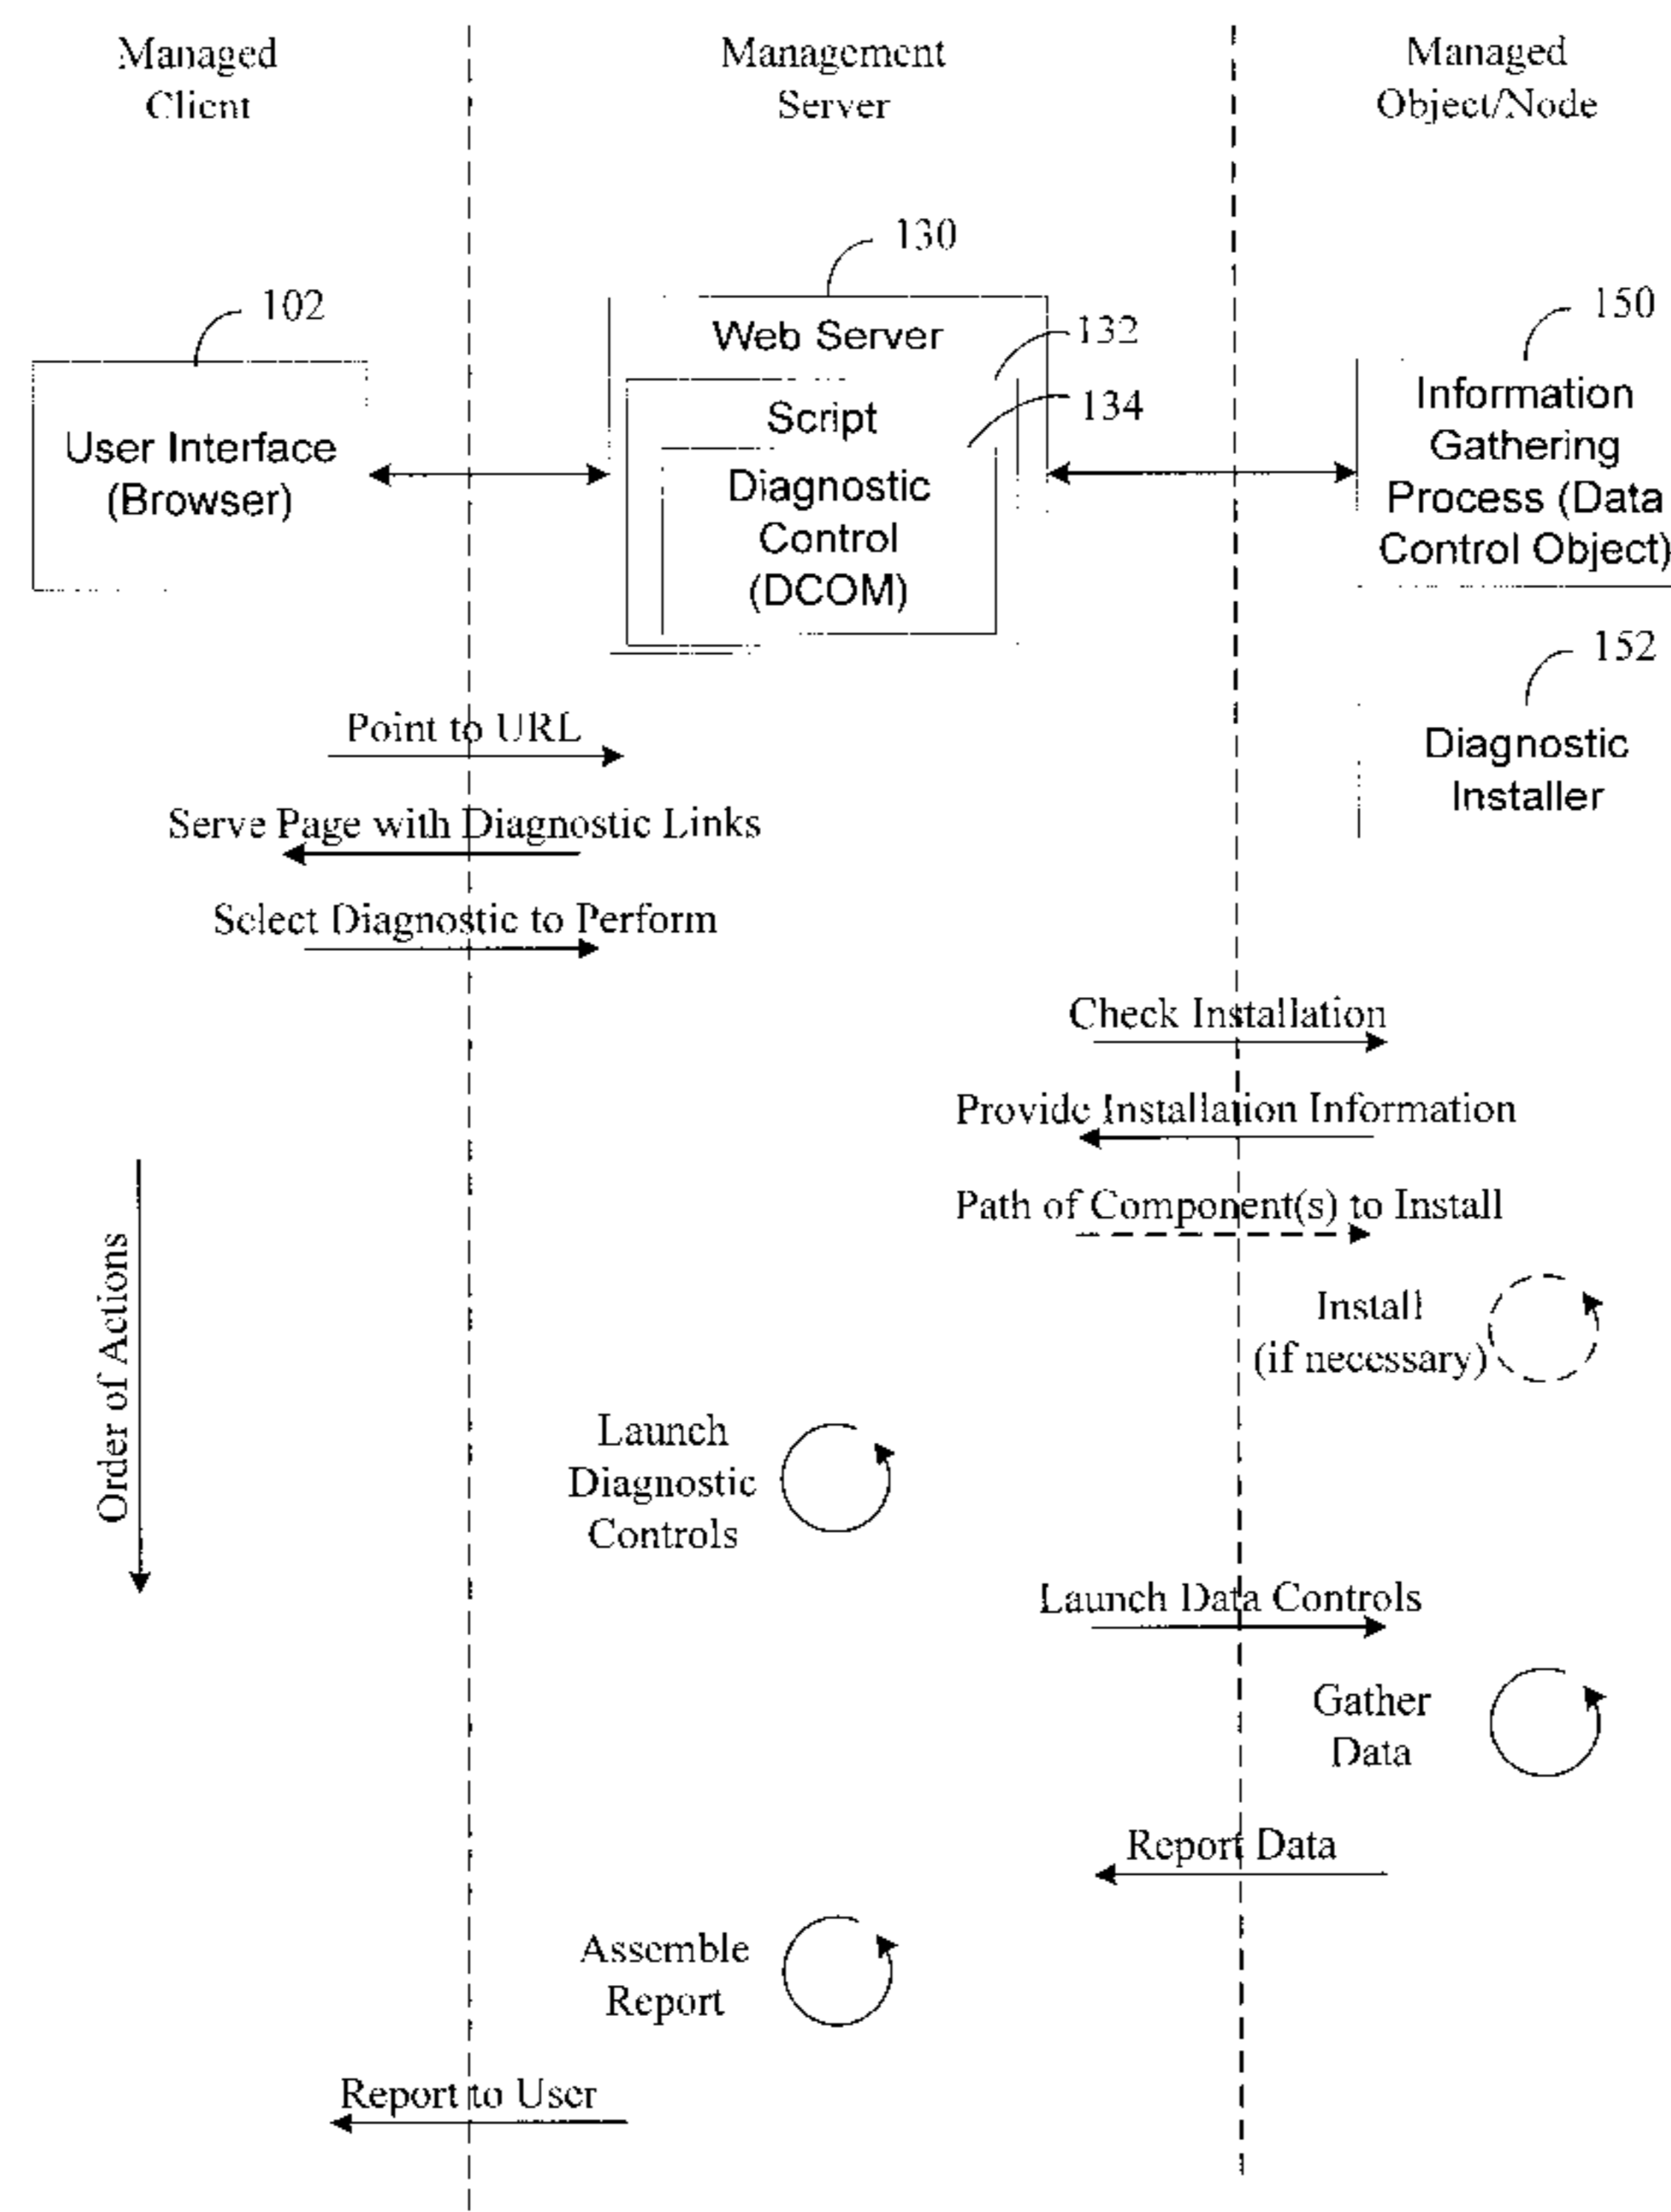 Managed
Client
Management
Server
Managed
Object/Node
130
102
150
Web Server
132
Information
Gathering
Process (Data
Control Object)
134
Script
User Interface
(Browser)
Diagnostic
Control
(DCOM)
152
Point to URL
Diagnostic
Installer
Serve Page with Diagnostic Links
Select Diagnostic to Perform
Check Installation
Provide Installation Information
Path of Component(s) to Install
Order of Actions
Install
(if necessary)
Launch
Diagnostic
Controls
Launch Data Controls
Gather
Data
Report Data
Assemble
Report
Report to User